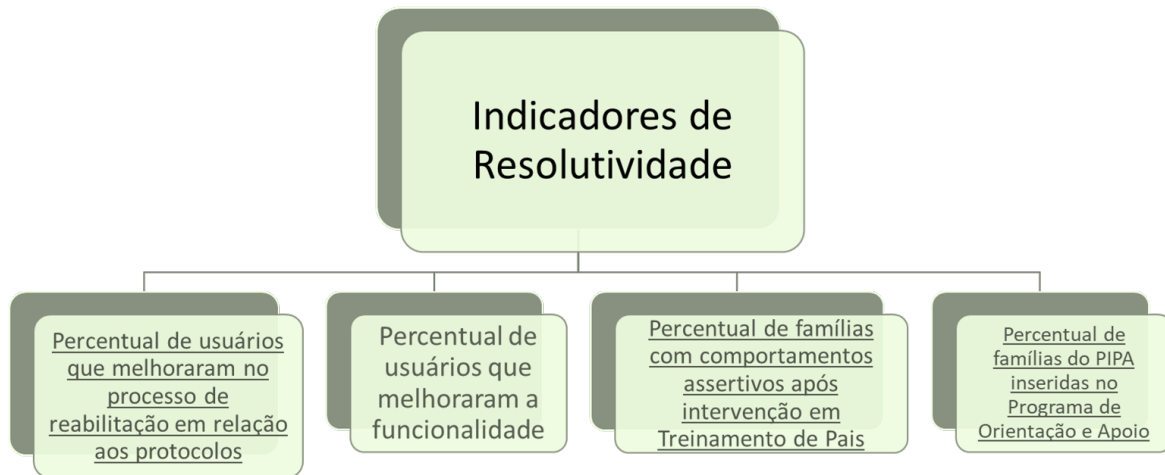 Indicadores de
Resolutividade
Percentual de usuários
que melhoraram no
processo de
reabilitação em relação
aos protocolos
Percentual de
usuários que
melhoraram a
funcionalidade
Percentual de famílias
com comportamentos
assertivos após
intervenção em
Treinamento de Pais
Percentual de
famílias do PIPA
inseridas no
Programa de
Orientação e Apoio